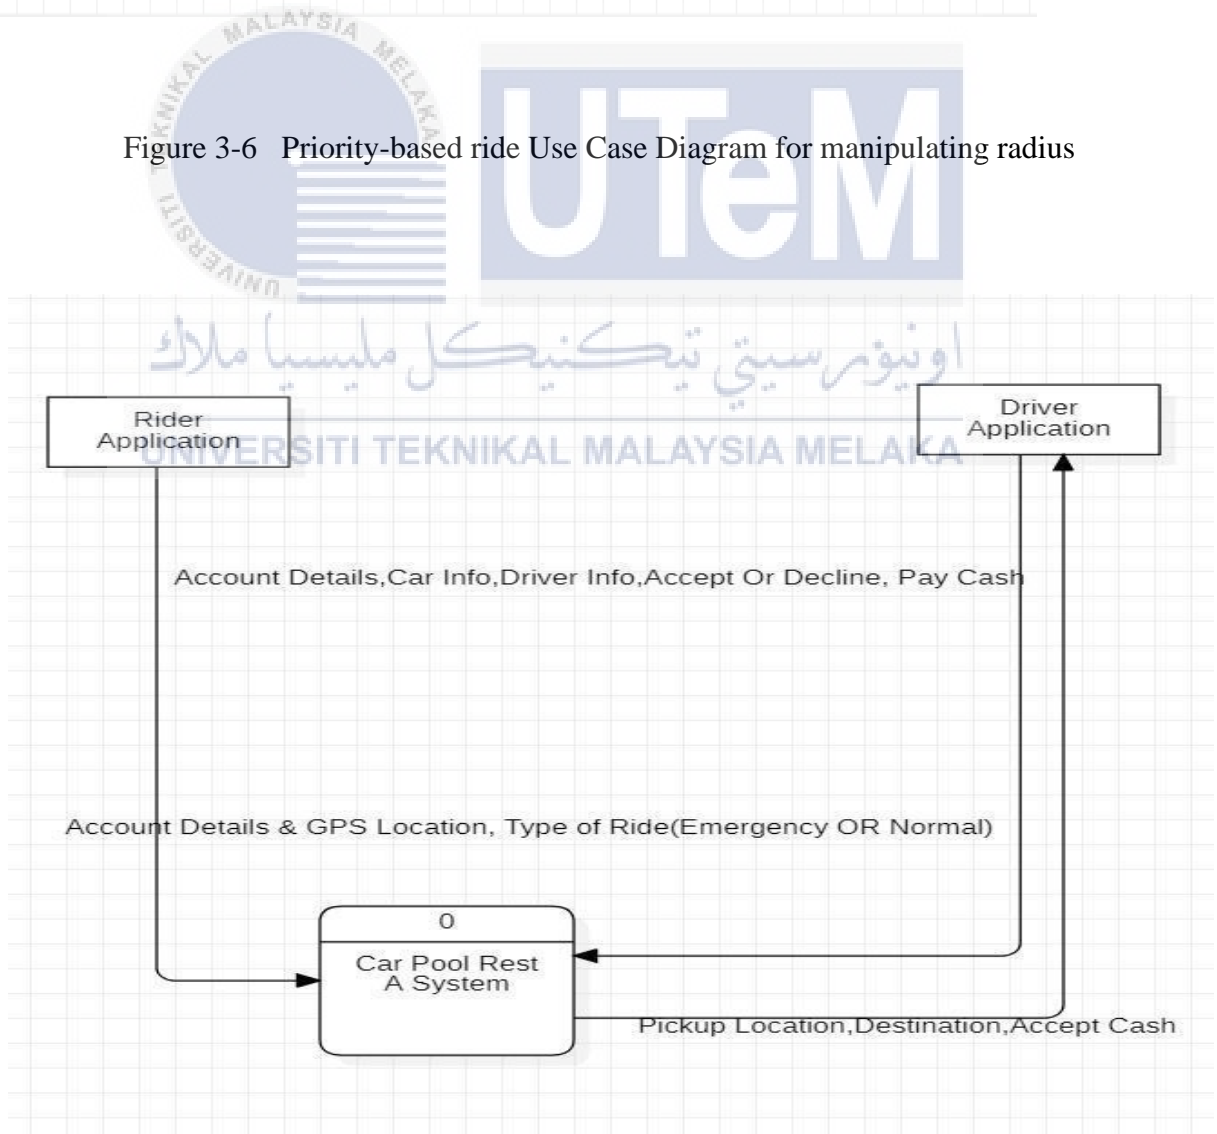 UNIVERSITI TEKNIKAL MALAYSIA MELAKA
Figure 3-6 Priority-based ride Use Case Diagram for manipulating radius
UTeM
اونيۏرسيتي تيكنيكل مليسيا ملاك
UNIVERSITI TEKNIKAL MALAYSIA MELAKA
Rider
Application
Driver
Application
Account Details,Car Info,Driver Info,Accept Or Decline, Pay Cash
Account Details & GPS Location, Type of Ride(Emergency OR Normal)
0
Car Pool Rest
A System
Pickup Location,Destination,Accept Cash